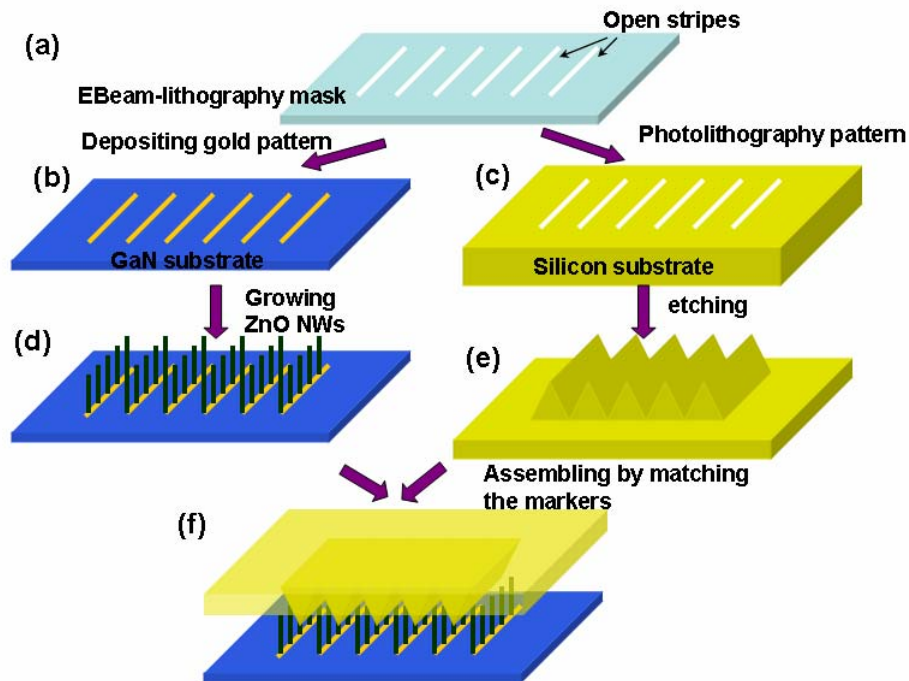 Open stripes
(a)
EBeam-lithography mask
Depositing gold pattern
Photolithography pattern
(b)
(c)
GaN substrate
Silicon substrate
Growing
ZnO NWs
etching
(d)
(e)
Assembling by matching
the markers
(f)